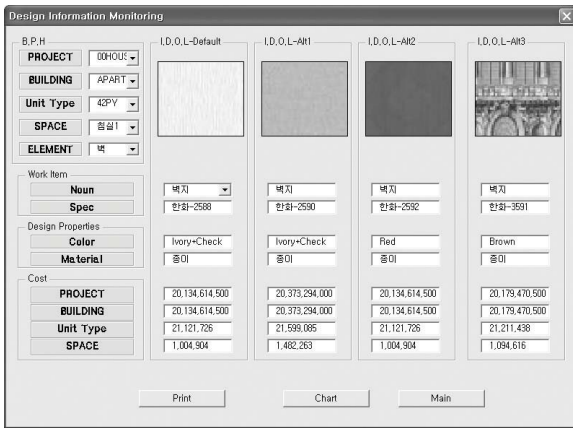 Design Information Monitoring
B,P,H
I,D,O,L-Default I,D,O,L-Alt1 I,D,O,L-Alt2 I,D,O,L-Alt3
PROJECT 00HOUS
BUILDING APART
Unit Type 42PY
SPACE 침실1
ELEMENT 벽
Work Item
Noun 벽지 벽지 벽지 벽지
Spec 한화-2588 한화-2590 한화-2592 한화-3591
Design Properties
Color Ivory+Check Ivory+Check Red Brown
Material 종이 종이 종이 종이
Cost
PROJECT 20,134,614,500 20,373,294,000 20,134,614,500 20,179,470,500
BUILDING 20,134,614,500 20,373,294,000 20,134,614,500 20,179,470,500
Unit Type 21,121,726 21,599,085 21,121,726 21,211,438
SPACE 1,004,904 1,482,263 1,004,904 1,094,616
Print Chart Main